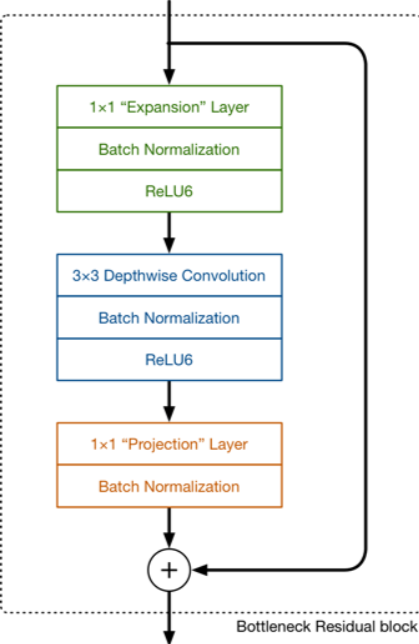 1×1 “Expansion” Layer
Batch Normalization
ReLU6
3×3 Depthwise Convolution
Batch Normalization
ReLU6
1×1 “Projection” Layer
Batch Normalization
+
Bottleneck Residual block